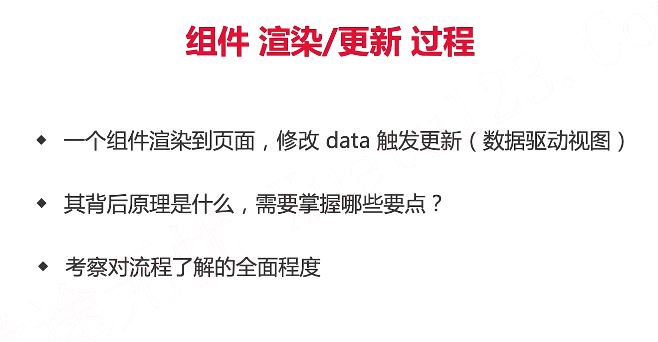 组件 渲染/更新 过程
◆ 一个组件渲染到页面，修改 data 触发更新（数据驱动视图）
◆ 其背后原理是什么，需要掌握哪些要点？
◆ 考察对流程了解的全面程度